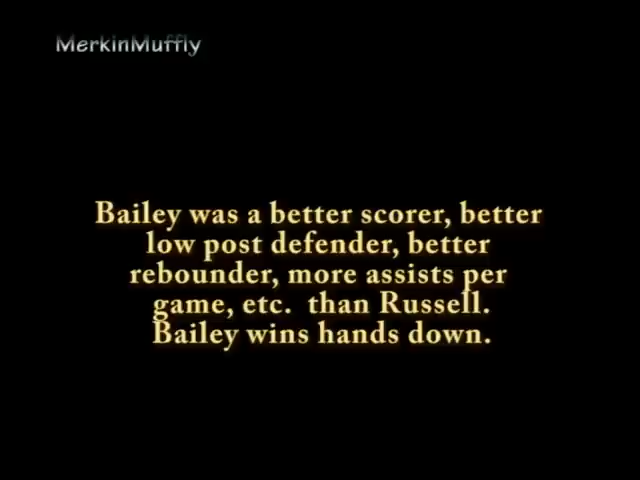 MerkinMuffly
Bailey was a better scorer, better
low post defender, better
rebounder, more assists per
game, etc.  than Russell.
Bailey wins hands down.